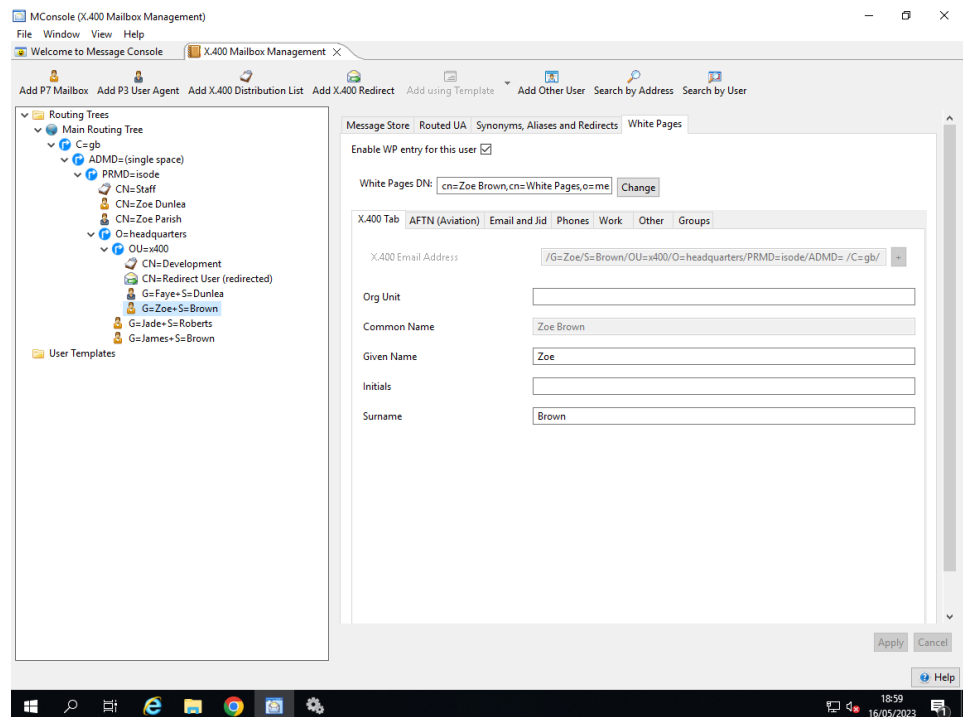 MConsole (X.400 Mailbox Management)
File Window View Help
Welcome to Message Console X.400 Mailbox Management
Add P7 Mailbox Add P3 User Agent Add X.400 Distribution List Add X.400 Redirect Add using Template Add Other User Search by Address Search by User
Routing Trees
Main Routing Tree
C=gb
ADMD=(single space)
PRMD=isode
CN=Staff
CN=Zoe Dunlea
CN=Zoe Parish
O=headquarters
OU=x400
CN=Development
CN=Redirect User (redirected)
G=Faye+S=Dunlea
G=Zoe+S=Brown
G=Jade+S=Roberts
G=James+S=Brown
User Templates
Message Store Routed UA Synonyms, Aliases and Redirects White Pages
Enable WP entry for this user
White Pages DN: cn=Zoe Brown,cn=White Pages,o=me Change
X.400 Tab AFTN (Aviation) Email and Jid Phones Work Other Groups
X.400 Email Address /G=Zoe/S=Brown/OU=x400/O=headquarters/PRMD=isode/ADMD= /C=gb/ +
Org Unit
Common Name Zoe Brown
Given Name Zoe
Initials
Surname Brown
Apply Cancel
Help
18:59
16/05/2023
1